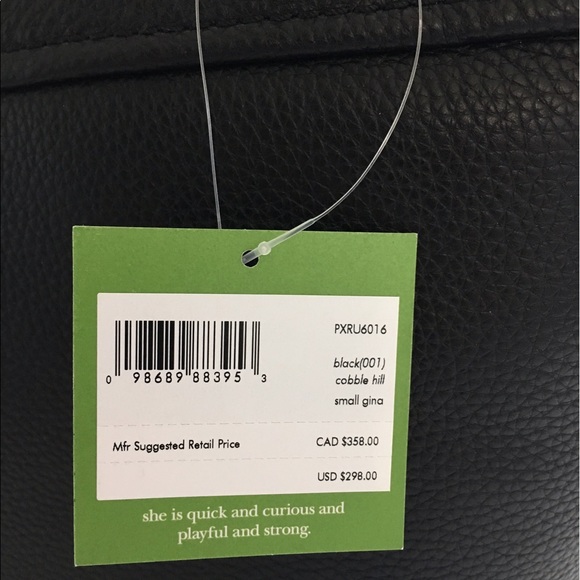 PXRU6016
black(001)
cobble hill
small gina
0 98689 88395 3
Mfr Suggested Retail Price CAD $358.00
USD $298.00
she is quick and curious and
playful and strong.